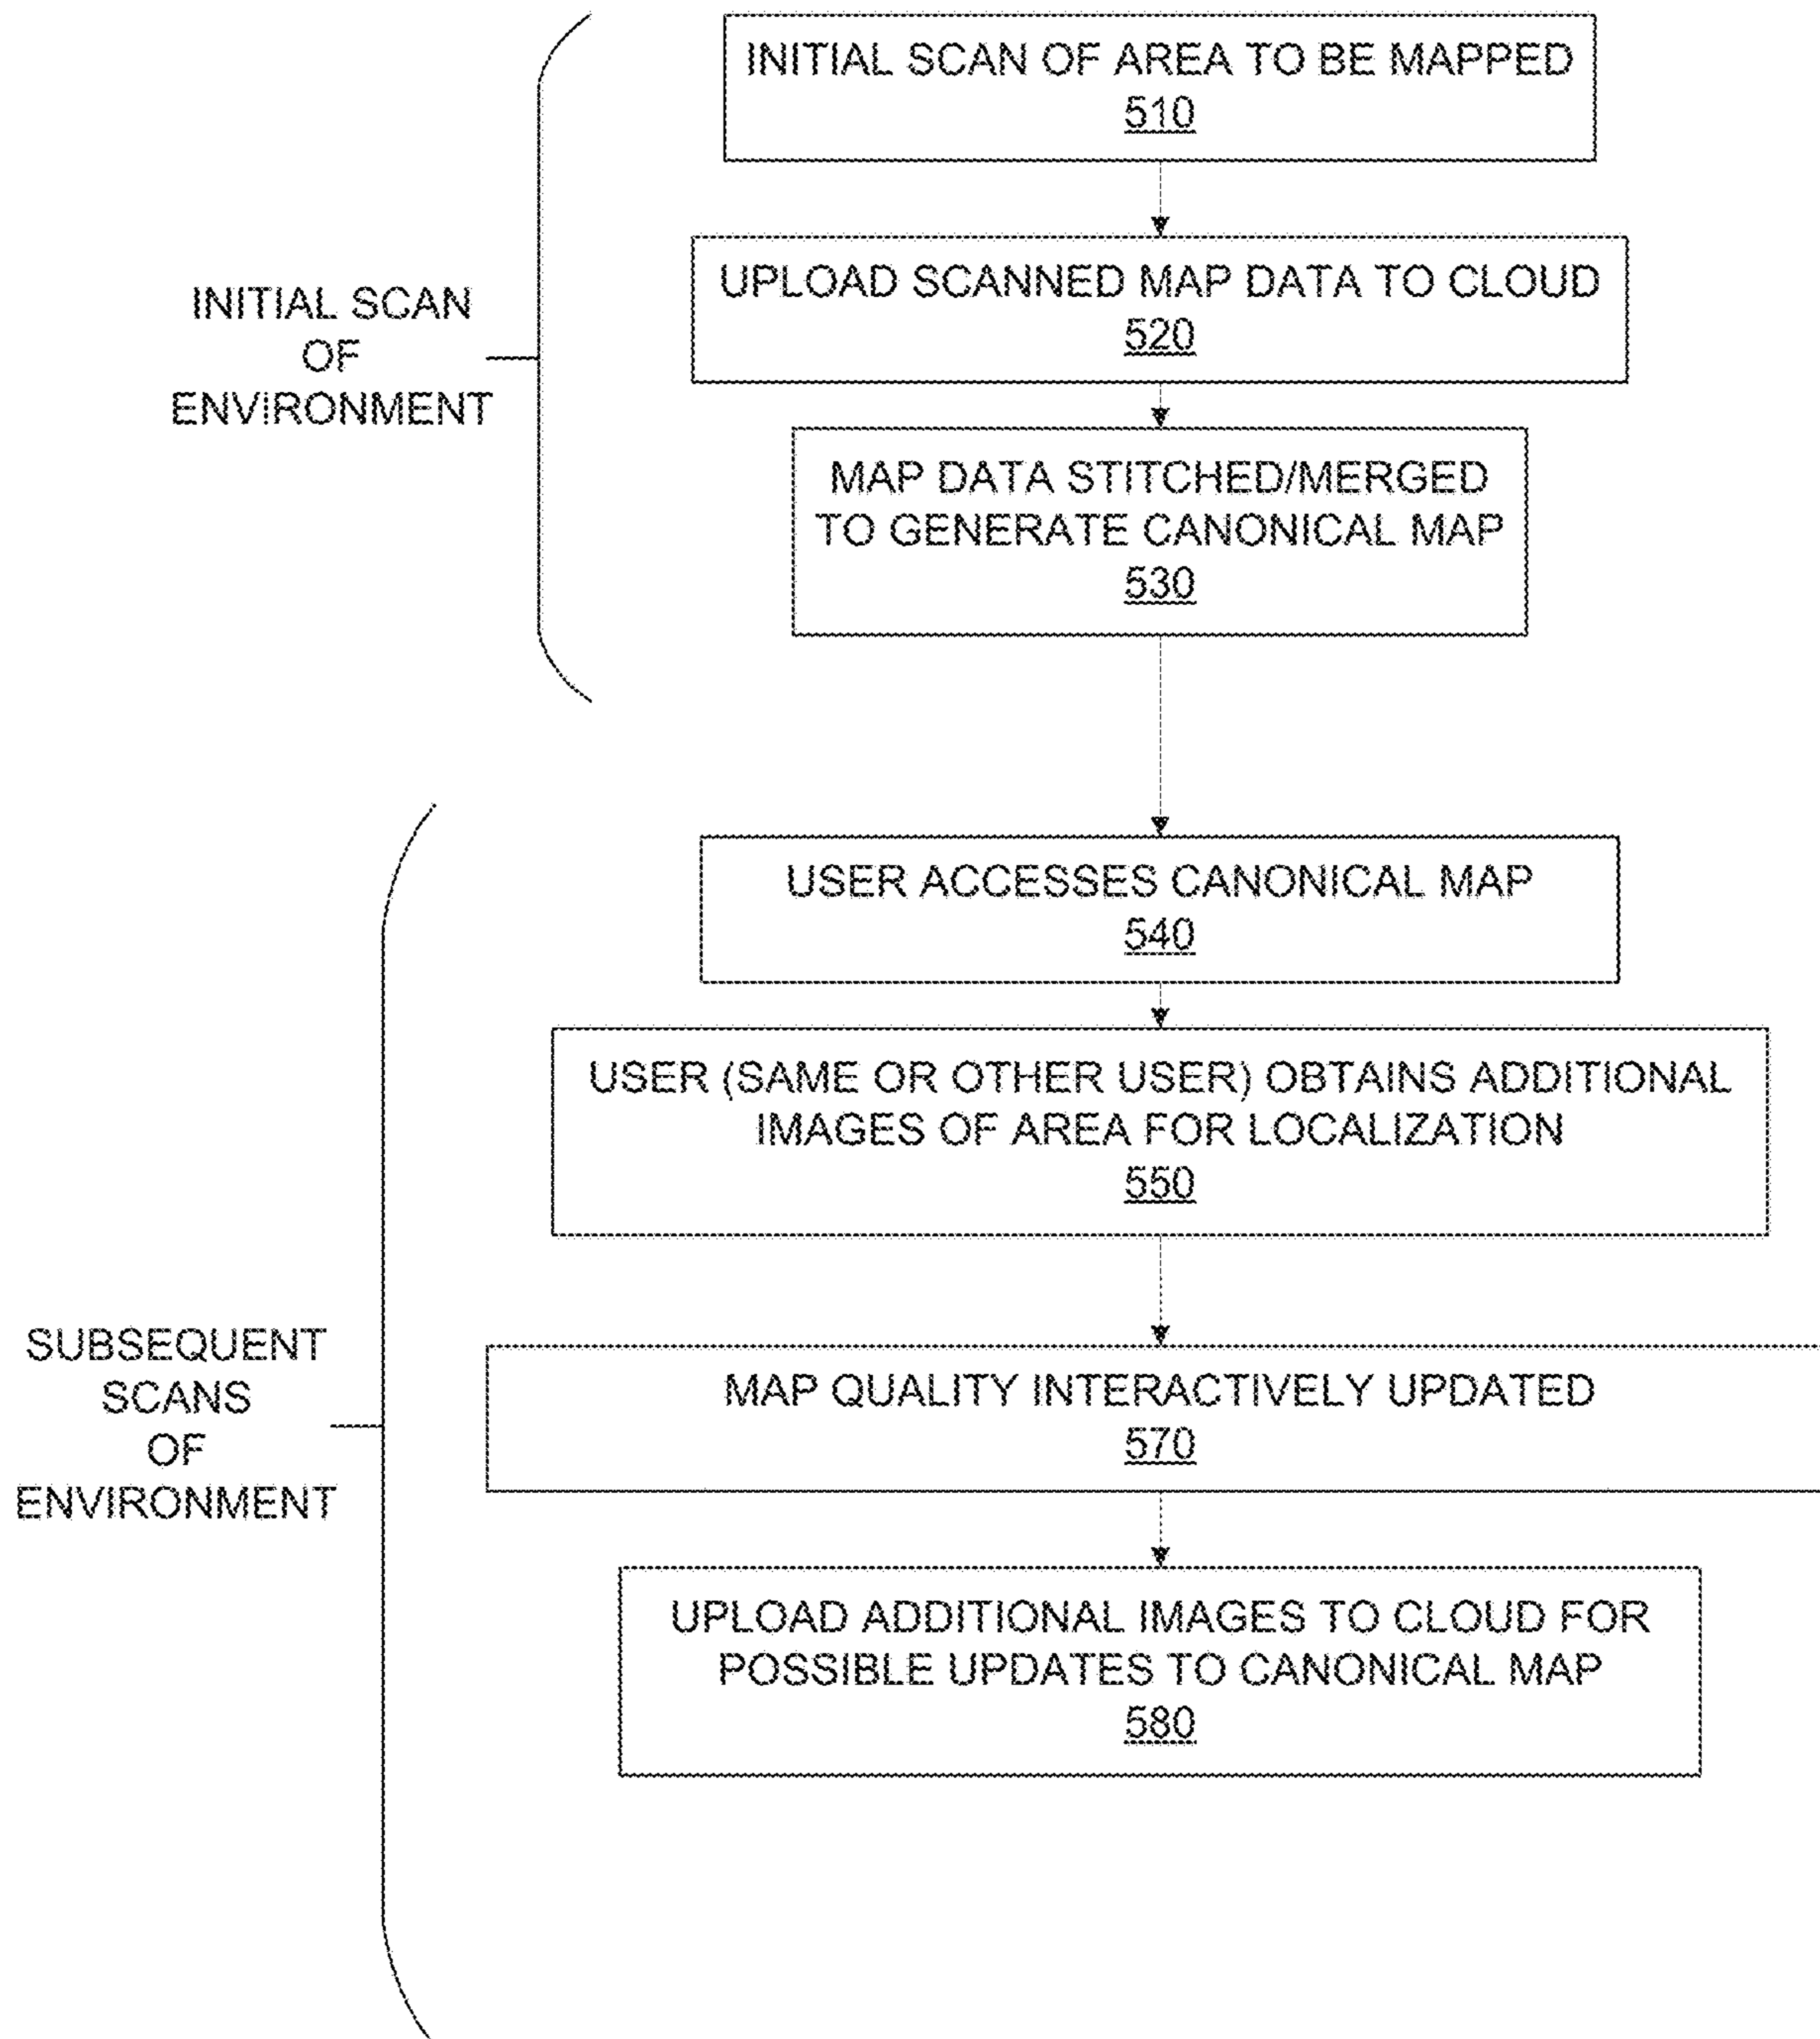 INITIAL SCAN OF AREA TO BE MAPPED
510
UPLOAD SCANNED MAP DATA TO CLOUD
520
INITIAL SCAN
OF
ENVIRONMENT
MAP DATA STITCHED/MERGED
TO GENERATE CANONICAL MAP
530
USER ACCESSES CANONICAL MAP
540
USER (SAME OR OTHER USER) OBTAINS ADDITIONAL
IMAGES OF AREA FOR LOCALIZATION
550
SUBSEQUENT
SCANS
OF
ENVIRONMENT
MAP QUALITY INTERACTIVELY UPDATED
570
UPLOAD ADDITIONAL IMAGES TO CLOUD FOR
POSSIBLE UPDATES TO CANONICAL MAP
580